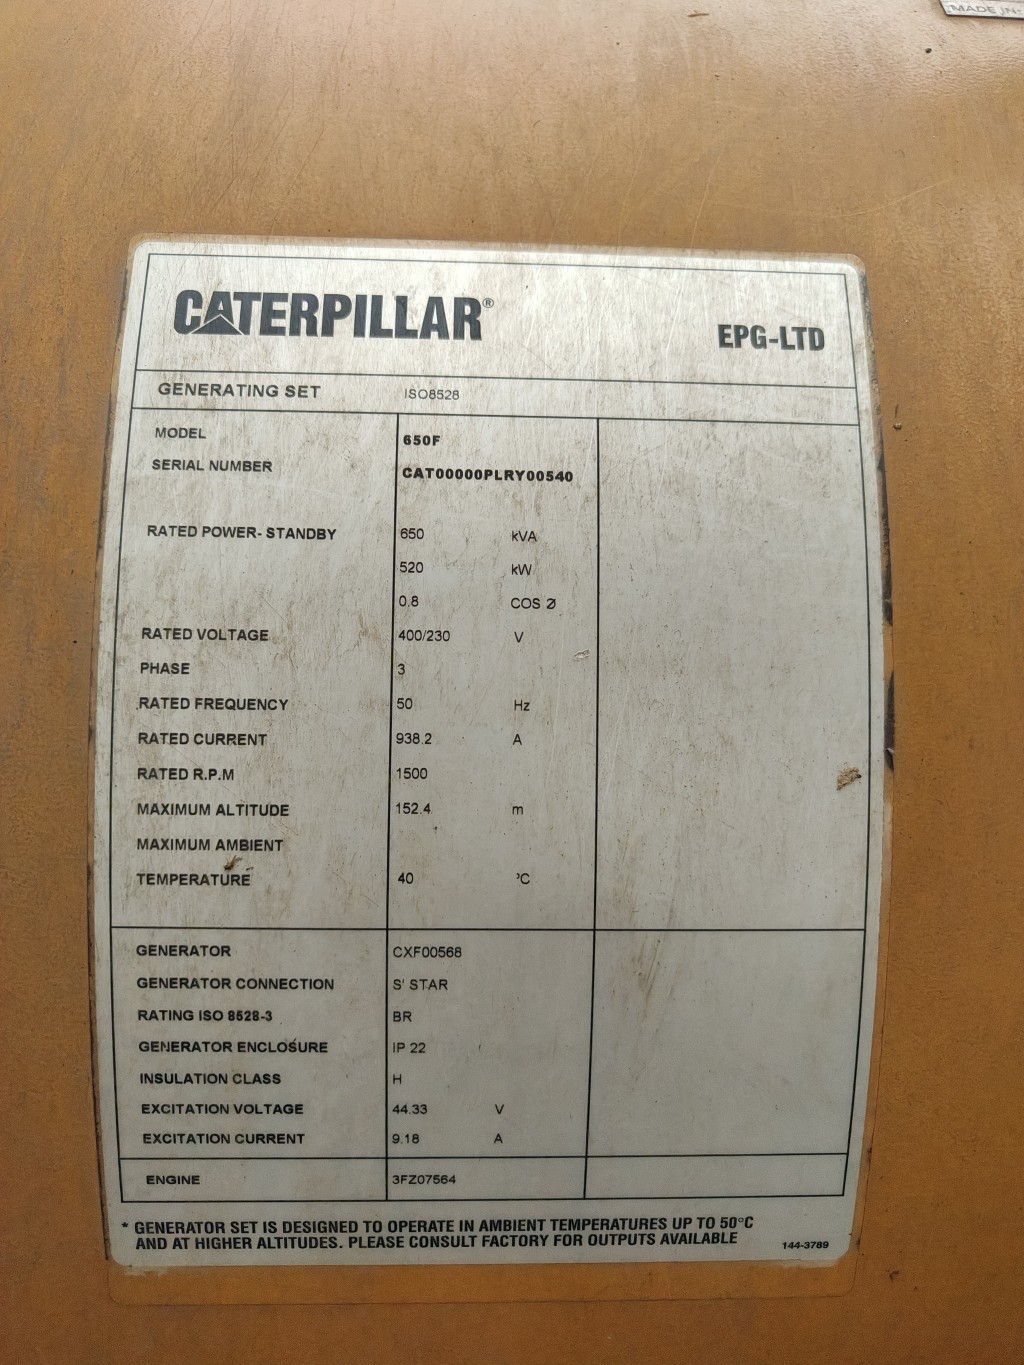 MADE IN
CATERPILLAR®
EPG-LTD
GENERATING SET ISO8528
MODEL 650F
SERIAL NUMBER CAT00000PLRY00540
RATED POWER- STANDBY 650 kVA
520 kW
0.8 COS Ø
RATED VOLTAGE 400/230 V
PHASE 3
RATED FREQUENCY 50 Hz
RATED CURRENT 938.2 A
RATED R.P.M 1500
MAXIMUM ALTITUDE 152.4 m
MAXIMUM AMBIENT
TEMPERATURE 40 °C
GENERATOR CXF00568
GENERATOR CONNECTION S' STAR
RATING ISO 8528-3 BR
GENERATOR ENCLOSURE IP 22
INSULATION CLASS H
EXCITATION VOLTAGE 44.33 V
EXCITATION CURRENT 9.18 A
ENGINE 3FZ07564
* GENERATOR SET IS DESIGNED TO OPERATE IN AMBIENT TEMPERATURES UP TO 50°C
AND AT HIGHER ALTITUDES. PLEASE CONSULT FACTORY FOR OUTPUTS AVAILABLE
144-3789